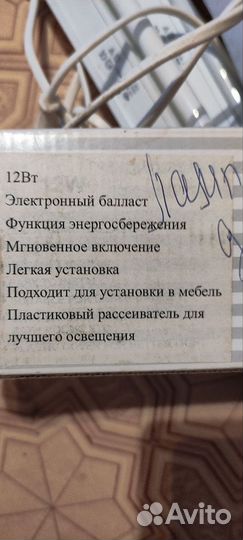 12Вт
Электронный балласт
Функция энергосбережения
Мгновенное включение
Легкая установка
Подходит для установки в мебель
Пластиковый рассеиватель для
лучшего освещения
Avito